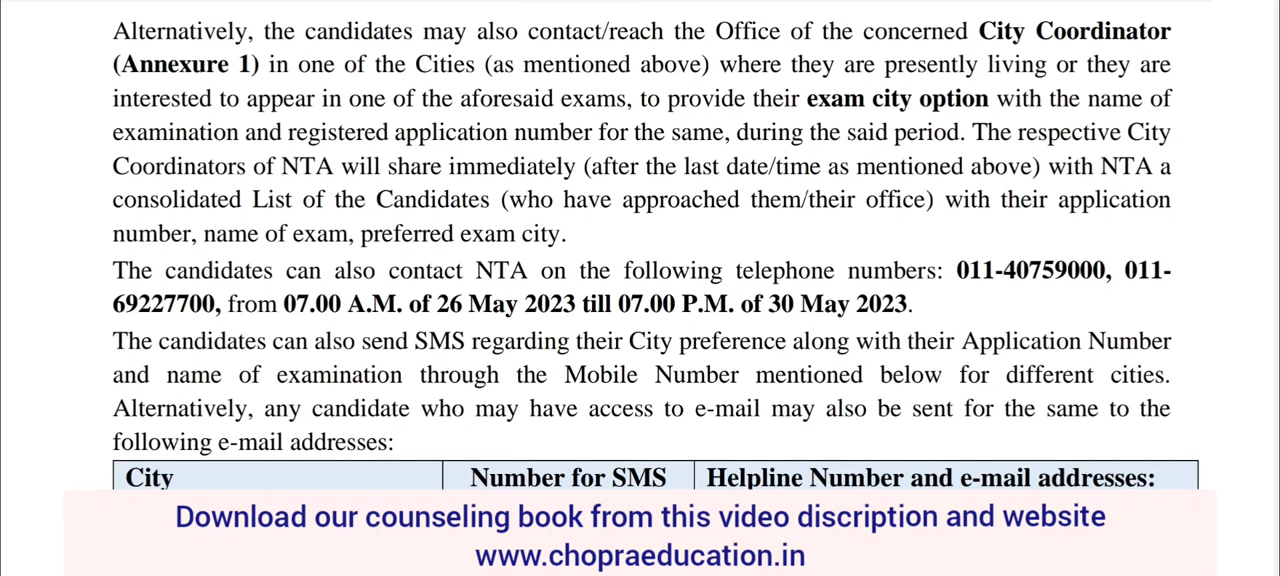 Alternatively, the candidates may also contact/reach the Office of the concerned City Coordinator
(Annexure 1) in one of the Cities (as mentioned above) where they are presently living or they are
interested to appear in one of the aforesaid exams, to provide their exam city option with the name of
examination and registered application number for the same, during the said period. The respective City
Coordinators of NTA will share immediately (after the last date/time as mentioned above) with NTA a
consolidated List of the Candidates (who have approached them/their office) with their application
number, name of exam, preferred exam city.
The candidates can also contact NTA on the following telephone numbers: 011-40759000, 011-
69227700, from 07.00 A.M. of 26 May 2023 till 07.00 P.M. of 30 May 2023.
The candidates can also send SMS regarding their City preference along with their Application Number
and name of examination through the Mobile Number mentioned below for different cities.
Alternatively, any candidate who may have access to e-mail may also be sent for the same to the
following e-mail addresses:
City Number for SMS Helpline Number and e-mail addresses:
Download our counseling book from this video discription and website
www.chopraeducation.in